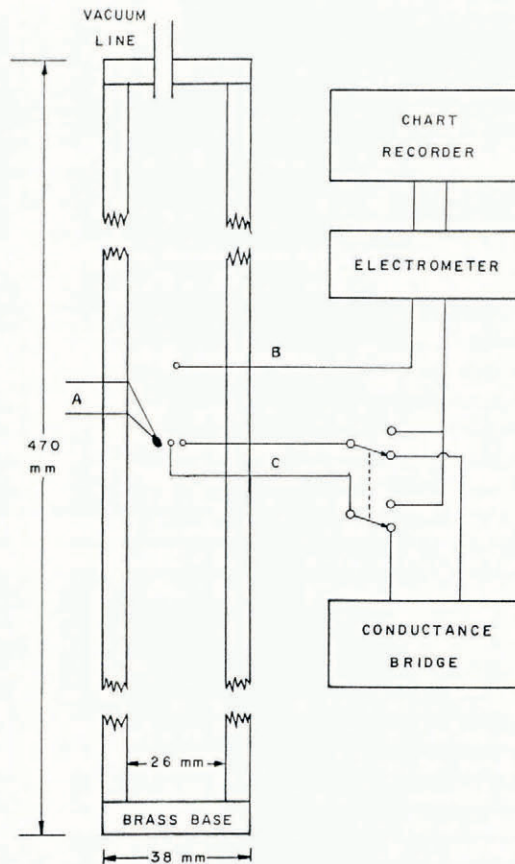 VACUUM
LINE
CHART
RECORDER
ELECTROMETER
B
A
470
mm
C
CONDUCTANCE
BRIDGE
26 mm
BRASS BASE
38 mm